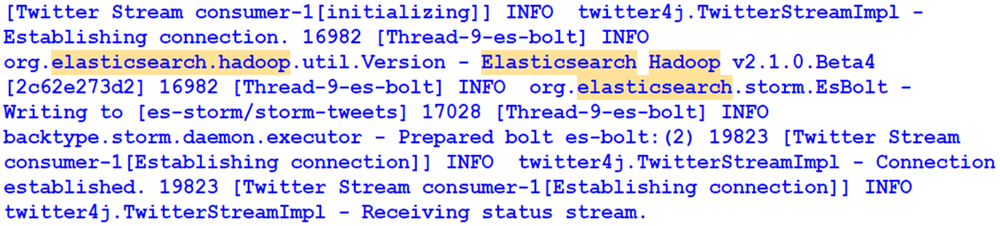 [Twitter Stream consumer-1[initializing]] INFO  twitter4j.TwitterStreamImpl -
Establishing connection. 16982 [Thread-9-es-bolt] INFO
org.elasticsearch.hadoop.util.Version - Elasticsearch Hadoop v2.1.0.Beta4
[2c62e273d2] 16982 [Thread-9-es-bolt] INFO  org.elasticsearch.storm.EsBolt -
Writing to [es-storm/storm-tweets] 17028 [Thread-9-es-bolt] INFO
backtype.storm.daemon.executor - Prepared bolt es-bolt:(2) 19823 [Twitter Stream
consumer-1[Establishing connection]] INFO  twitter4j.TwitterStreamImpl - Connection
established. 19823 [Twitter Stream consumer-1[Establishing connection]] INFO
twitter4j.TwitterStreamImpl - Receiving status stream.